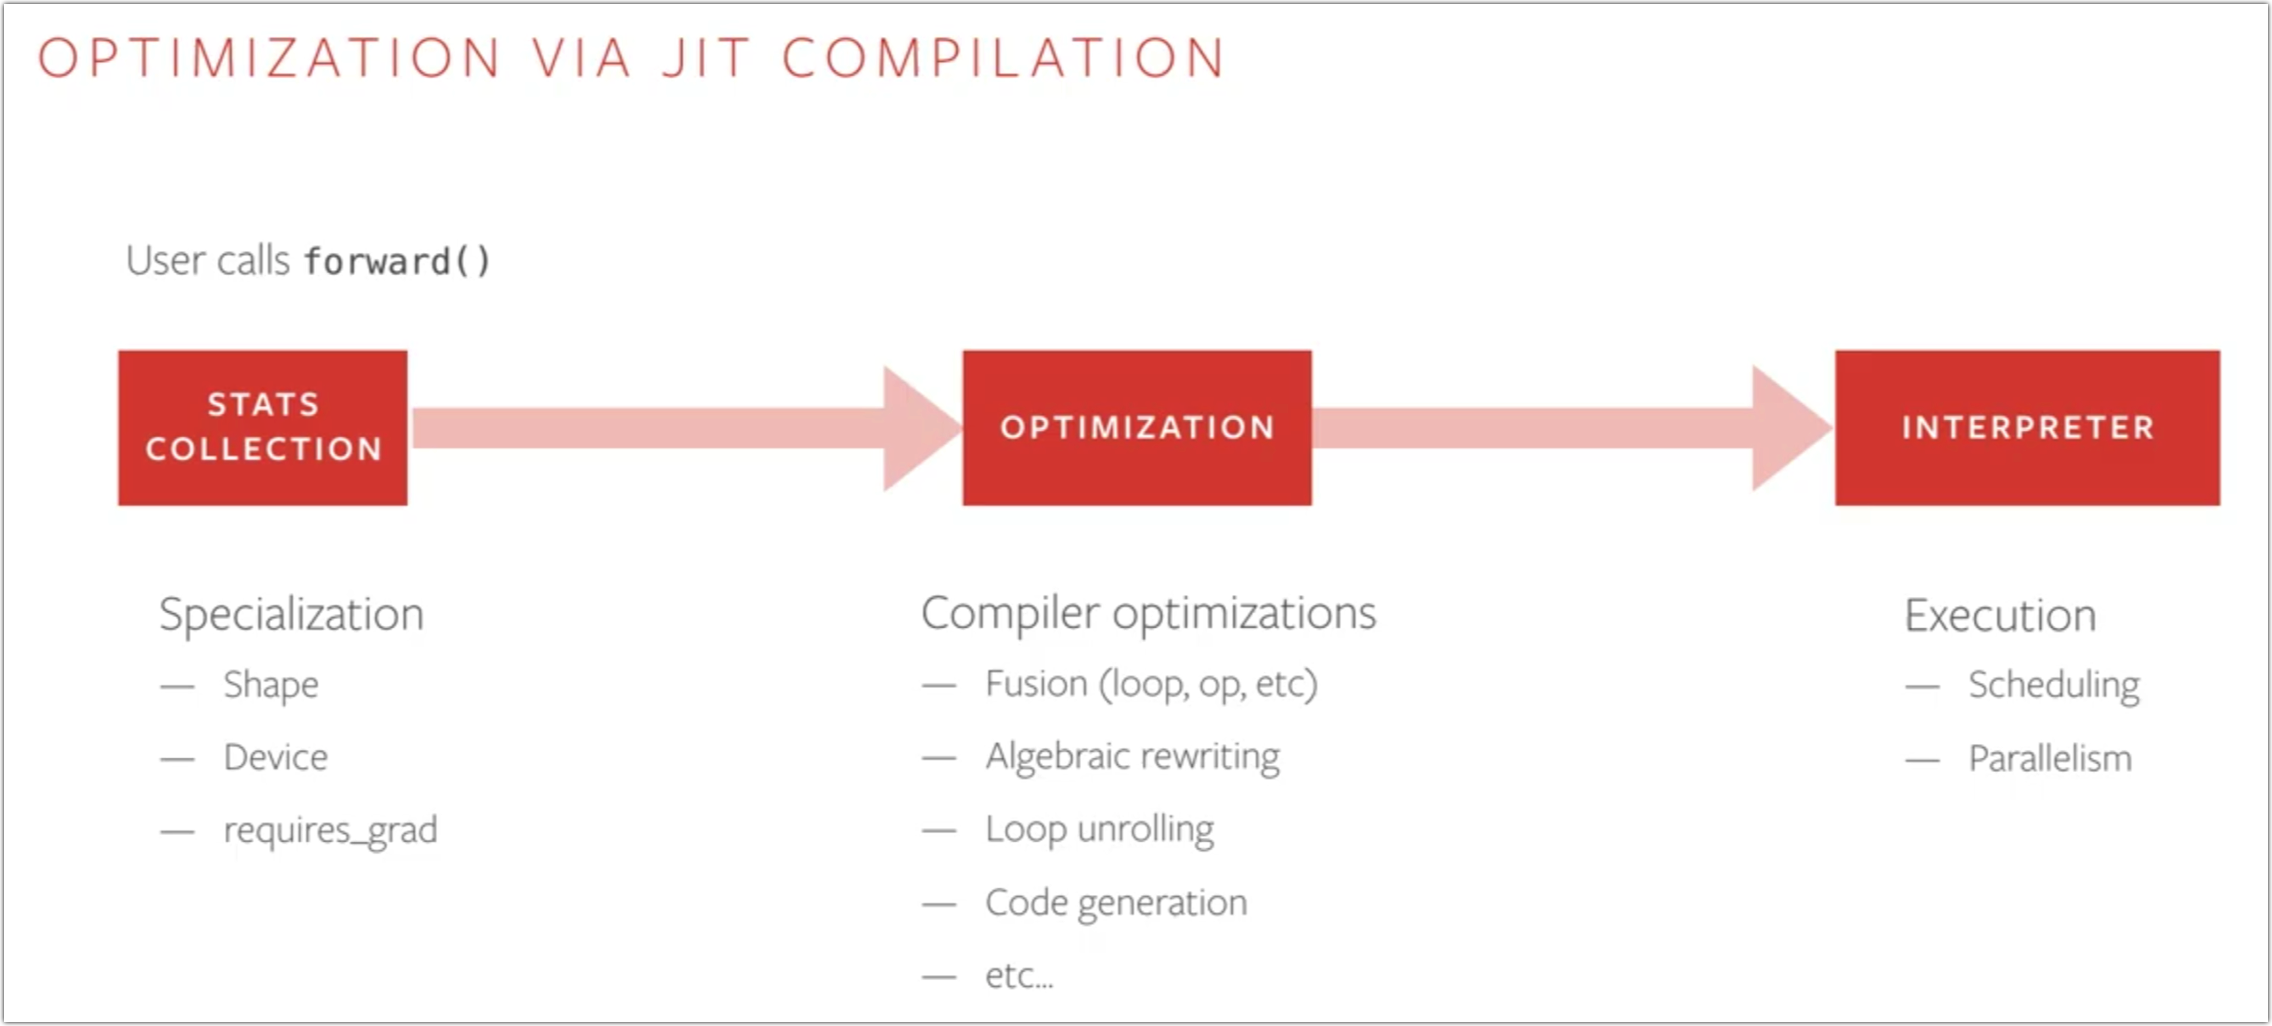 OPTIMIZATION VIA JIT COMPILATION
User calls forward()
STATS
COLLECTION
OPTIMIZATION
INTERPRETER
Specialization
— Shape
— Device
— requires_grad
Compiler optimizations
— Fusion (loop, op, etc)
— Algebraic rewriting
— Loop unrolling
— Code generation
— etc...
Execution
— Scheduling
— Parallelism